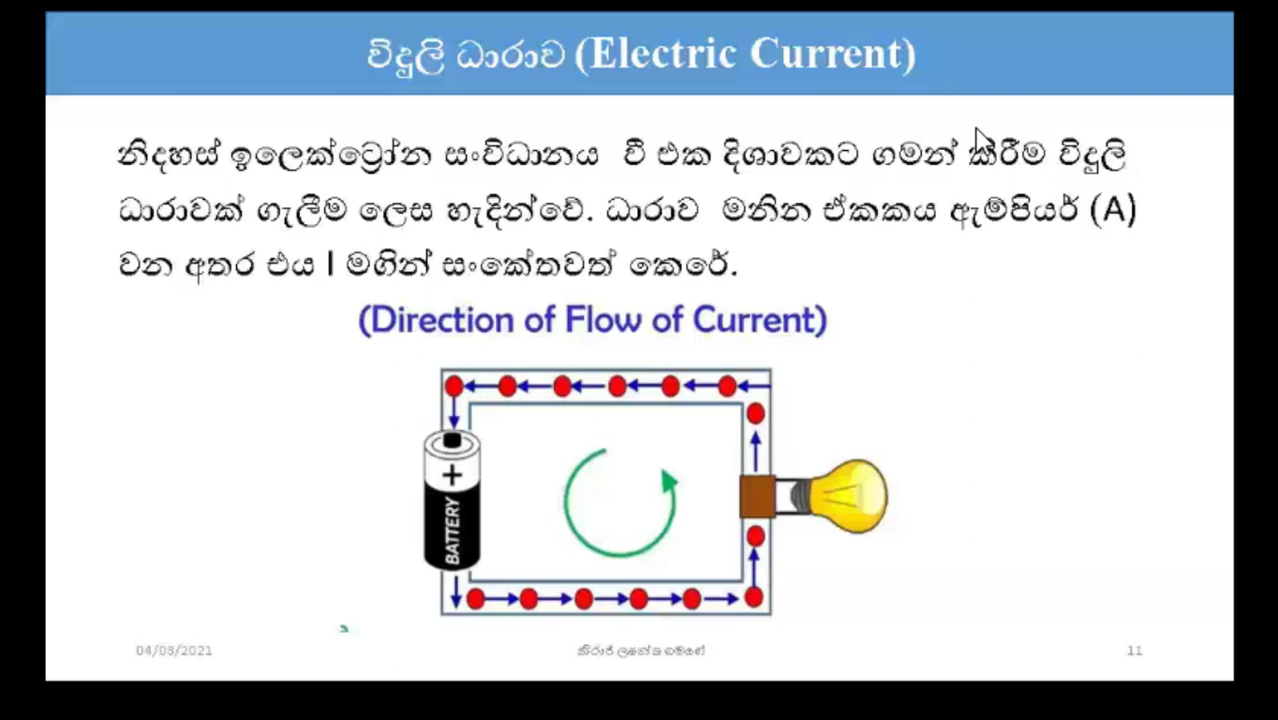 විදුලි ධාරාව (Electric Current)
නිදහස් ඉලෙක්ට්‍රෝන සංවිධානය වී එක දිශාවකට ගමන් කිරීම විදුලි
ධාරාවක් ගැලීම ලෙස හැදින්වේ. ධාරාව මනින ඒකකය ඇම්පියර් (A)
වන අතර එය I මගින් සංකේතවත් කෙරේ.
(Direction of Flow of Current)
+
BATTERY
04/03/2021
11